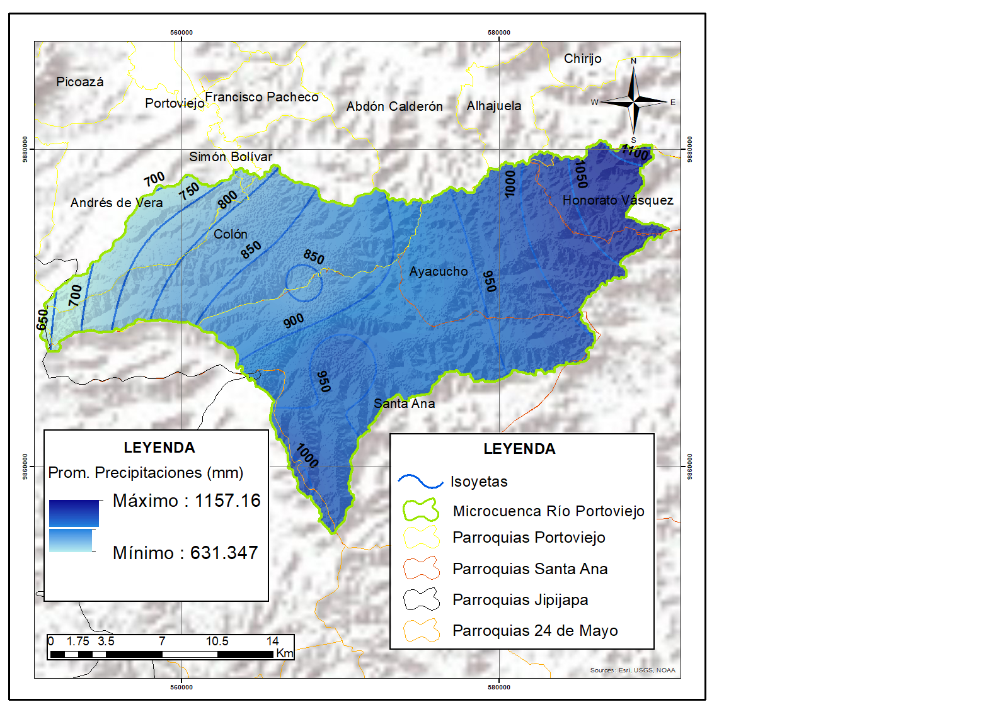 560000
580000
Chirijo
N
Picoazá
Portoviejo
Francisco Pacheco
Abdón Calderón
Alhajuela
W
E
S
9880000
9880000
Simón Bolívar
1100
700
750
800
1000
1050
Andrés de Vera
Honorato Vásquez
Colón
850
850
Ayacucho
950
700
650
900
950
Santa Ana
1000
9860000
9860000
LEYENDA
Prom. Precipitaciones (mm)
Máximo : 1157.16
Mínimo : 631.347
LEYENDA
Isoyetas
Microcuenca Río Portoviejo
Parroquias Portoviejo
Parroquias Santa Ana
Parroquias Jipijapa
Parroquias 24 de Mayo
0 1.75 3.5 7 10.5 14
Km
Sources: Esri, USGS, NOAA
560000
580000